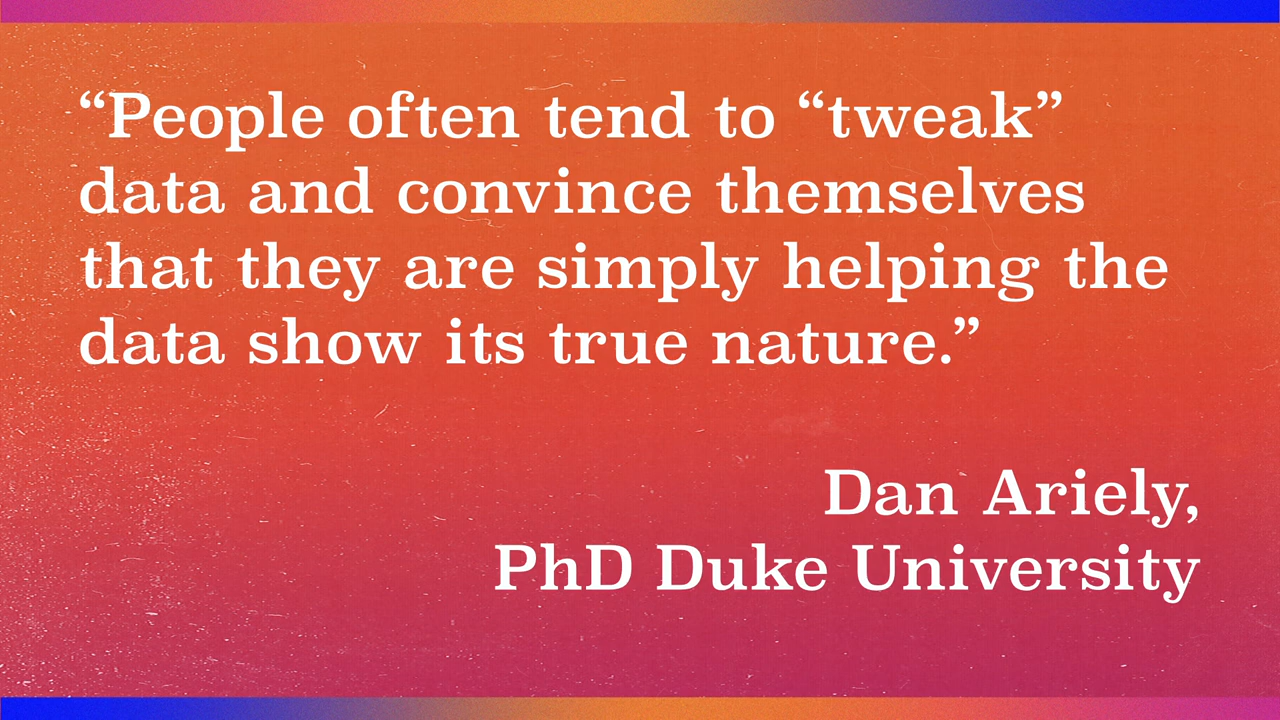 “People often tend to “tweak”
data and convince themselves
that they are simply helping the
data show its true nature.”
Dan Ariely,
PhD Duke University